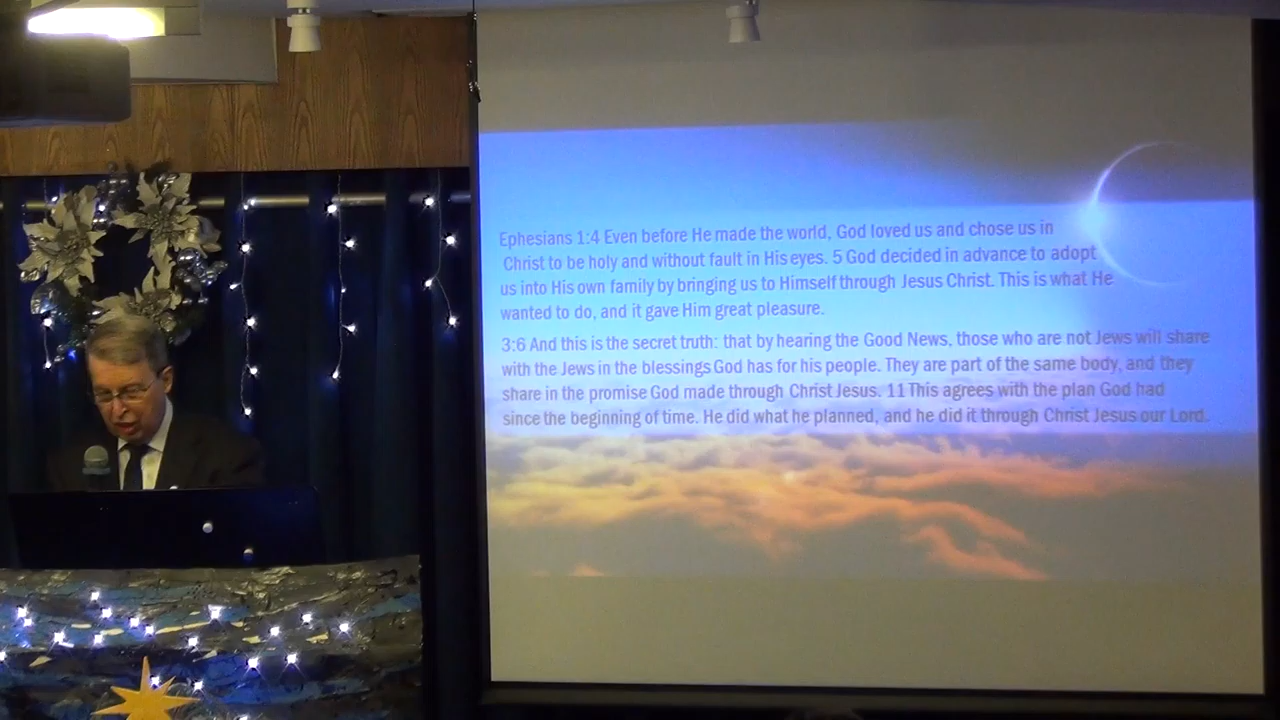 Ephesians 1:4 Even before He made the world, God loved us and chose us in
Christ to be holy and without fault in His eyes. 5 God decided in advance to adopt
us into His own family by bringing us to Himself through Jesus Christ. This is what He
wanted to do, and it gave Him great pleasure.
3:6 And this is the secret truth: that by hearing the Good News, those who are not Jews will share
with the Jews in the blessings God has for his people. They are part of the same body, and they
share in the promise God made through Christ Jesus. 11 This agrees with the plan God had
since the beginning of time. He did what he planned, and he did it through Christ Jesus our Lord.